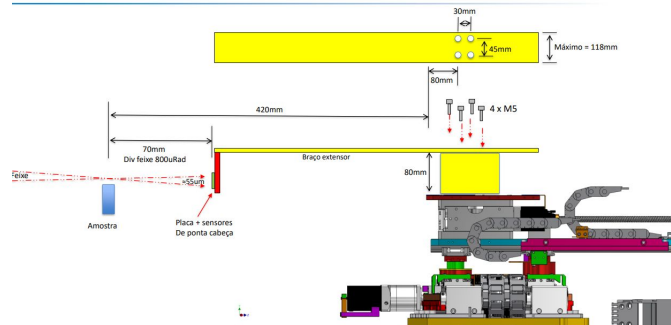 30mm
45mm
Máximo = 118mm
80mm
420mm
4 x M5
70mm
Div feixe 800uRad
Braço extensor
Feixe
≈55um
80mm
Amostra
Placa + sensores
De ponta cabeça